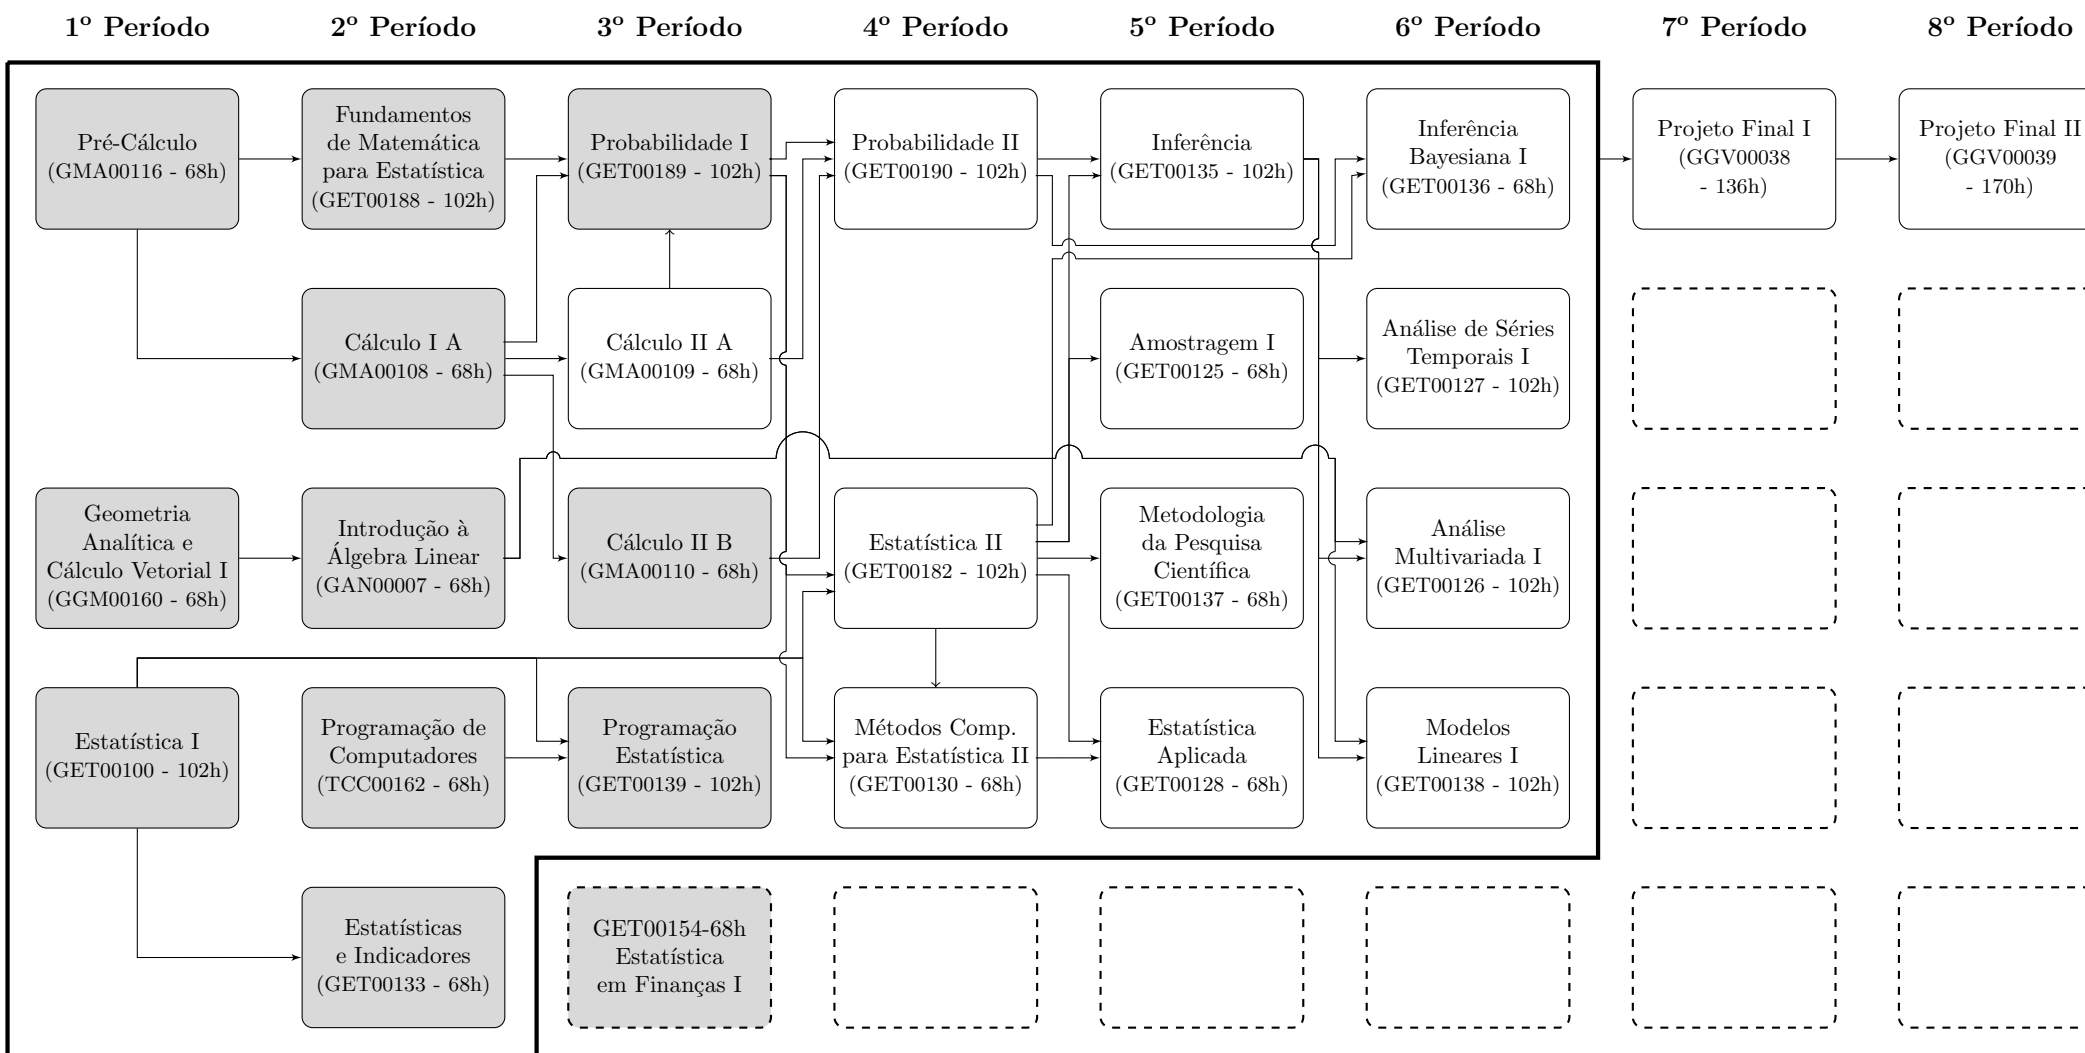 1º Período
2º Período
3º Período
4º Período
5º Período
6º Período
7º Período
8º Período
Pré-Cálculo
(GMA00116 - 68h)
Fundamentos
de Matemática
para Estatística
(GET00188 - 102h)
Probabilidade I
(GET00189 - 102h)
Probabilidade II
(GET00190 - 102h)
Inferência
(GET00135 - 102h)
Inferência
Bayesiana I
(GET00136 - 68h)
Projeto Final I
(GGV00038
- 136h)
Projeto Final II
(GGV00039
- 170h)
Cálculo I A
(GMA00108 - 68h)
Cálculo II A
(GMA00109 - 68h)
Amostragem I
(GET00125 - 68h)
Análise de Séries
Temporais I
(GET00127 - 102h)
Geometria
Analítica e
Cálculo Vetorial I
(GGM00160 - 68h)
Introdução à
Álgebra Linear
(GAN00007 - 68h)
Cálculo II B
(GMA00110 - 68h)
Estatística II
(GET00182 - 102h)
Metodologia
da Pesquisa
Científica
(GET00137 - 68h)
Análise
Multivariada I
(GET00126 - 102h)
Estatística I
(GET00100 - 102h)
Programação de
Computadores
(TCC00162 - 68h)
Programação
Estatística
(GET00139 - 102h)
Métodos Comp.
para Estatística II
(GET00130 - 68h)
Estatística
Aplicada
(GET00128 - 68h)
Modelos
Lineares I
(GET00138 - 102h)
Estatísticas
e Indicadores
(GET00133 - 68h)
GET00154-68h
Estatística
em Finanças I